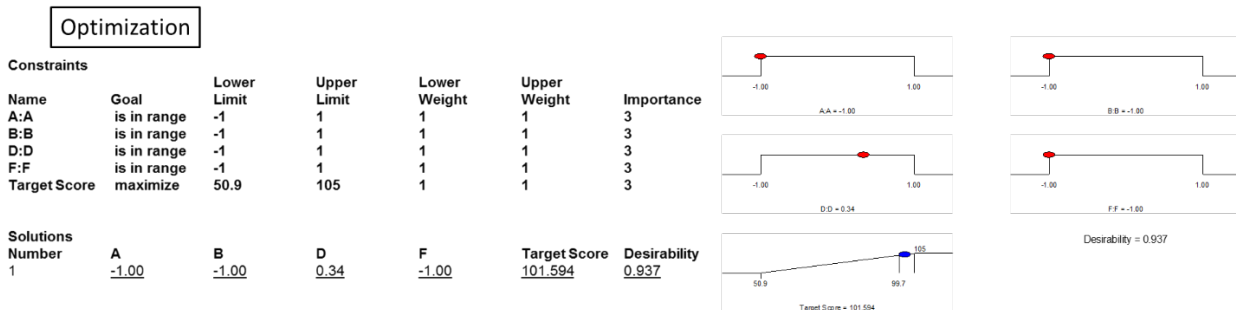 Optimization
Constraints
Lower Upper Lower Upper
Name Goal Limit Limit Weight Weight Importance
A:A is in range -1 1 1 1 3
B:B is in range -1 1 1 1 3
D:D is in range -1 1 1 1 3
F:F is in range -1 1 1 1 3
Target Score maximize 50.9 105 1 1 3
Solutions
Number A B D F Target Score Desirability
1 -1.00 -1.00 0.34 -1.00 101.594 0.937
-1.00 1.00
A:A = -1.00
-1.00 1.00
B:B = -1.00
-1.00 1.00
D:D = 0.34
-1.00 1.00
F:F = -1.00
105
50.9 99.7
Target Score = 101.594
Desirability = 0.937